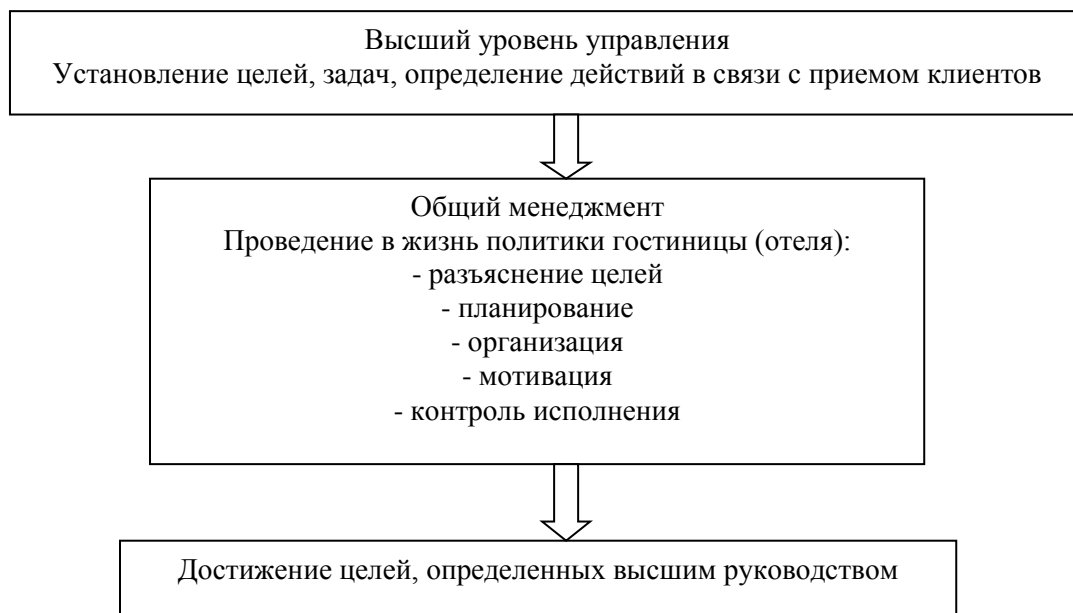 Высший уровень управления
Установление целей, задач, определение действий в связи с приемом клиентов
Общий менеджмент
Проведение в жизнь политики гостиницы (отеля):
- разъяснение целей
- планирование
- организация
- мотивация
- контроль исполнения
Достижение целей, определенных высшим руководством